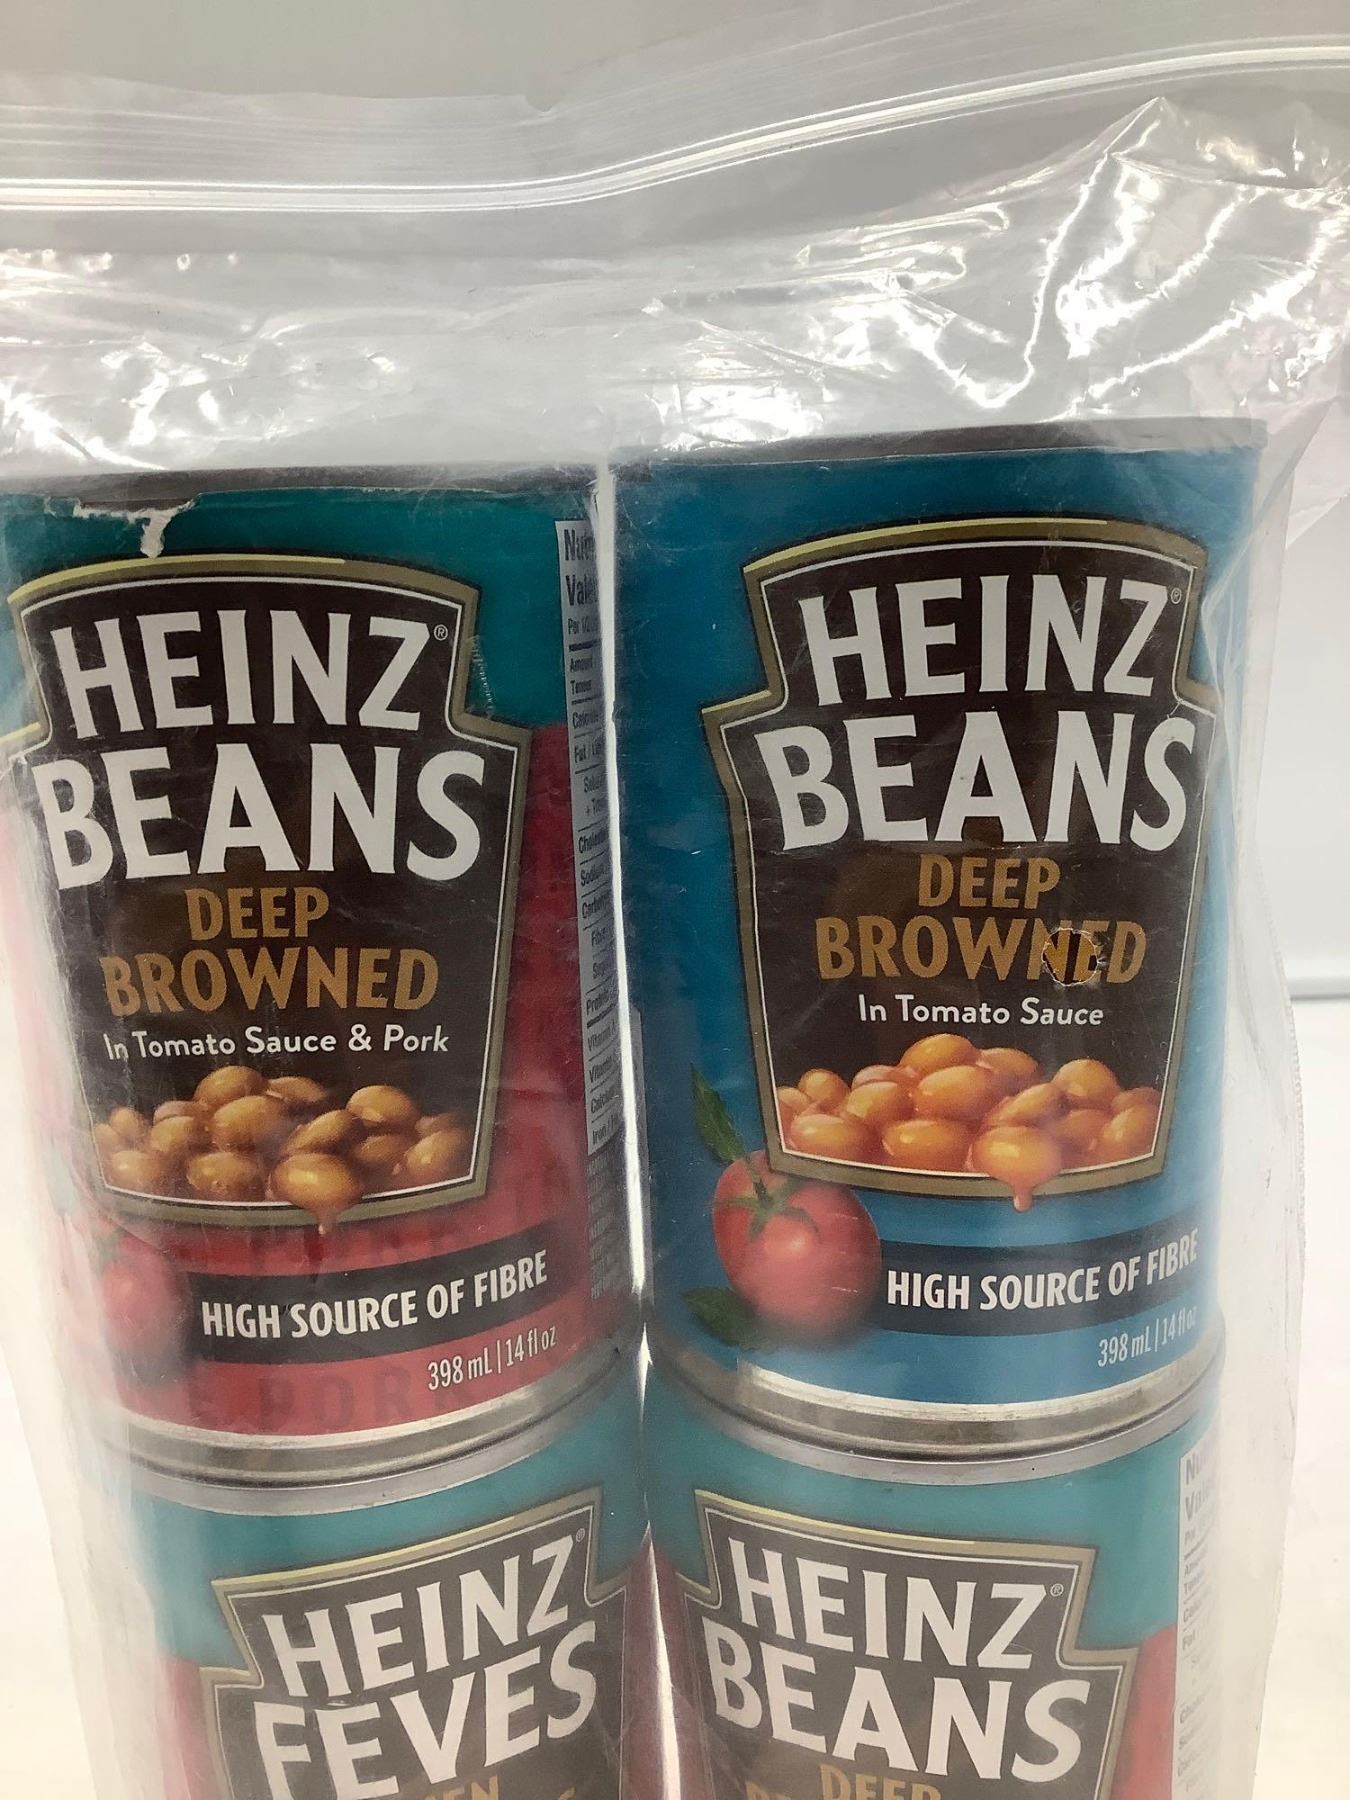 HEINZ®
BEANS
DEEP
BROWNED
In Tomato Sauce & Pork
HIGH SOURCE OF FIBRE
398 mL | 14 fl oz
HEINZ®
BEANS
DEEP
BROWNED
In Tomato Sauce
HIGH SOURCE OF FIBRE
398 mL | 14 fl oz
HEINZ®
FÈVES
HEINZ®
BEANS
DEEP